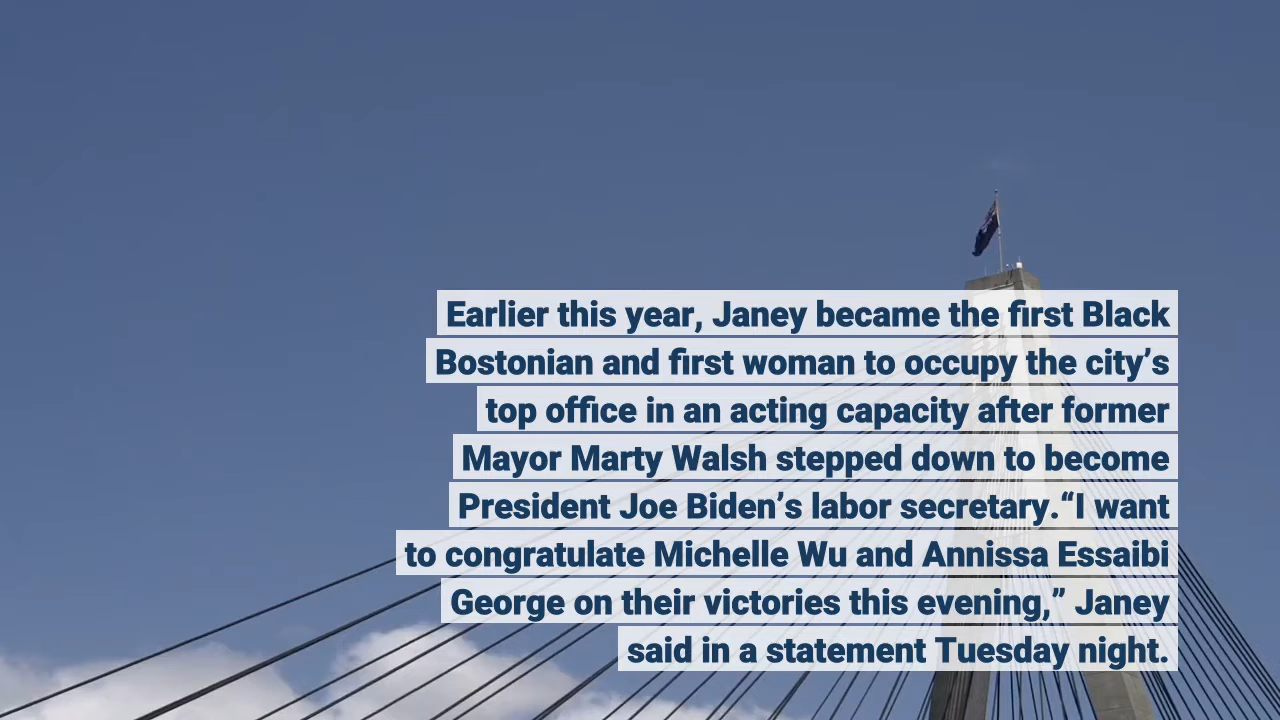 Earlier this year, Janey became the first Black
Bostonian and first woman to occupy the city’s
top office in an acting capacity after former
Mayor Marty Walsh stepped down to become
President Joe Biden’s labor secretary.“I want
to congratulate Michelle Wu and Annissa Essaibi
George on their victories this evening,” Janey
said in a statement Tuesday night.